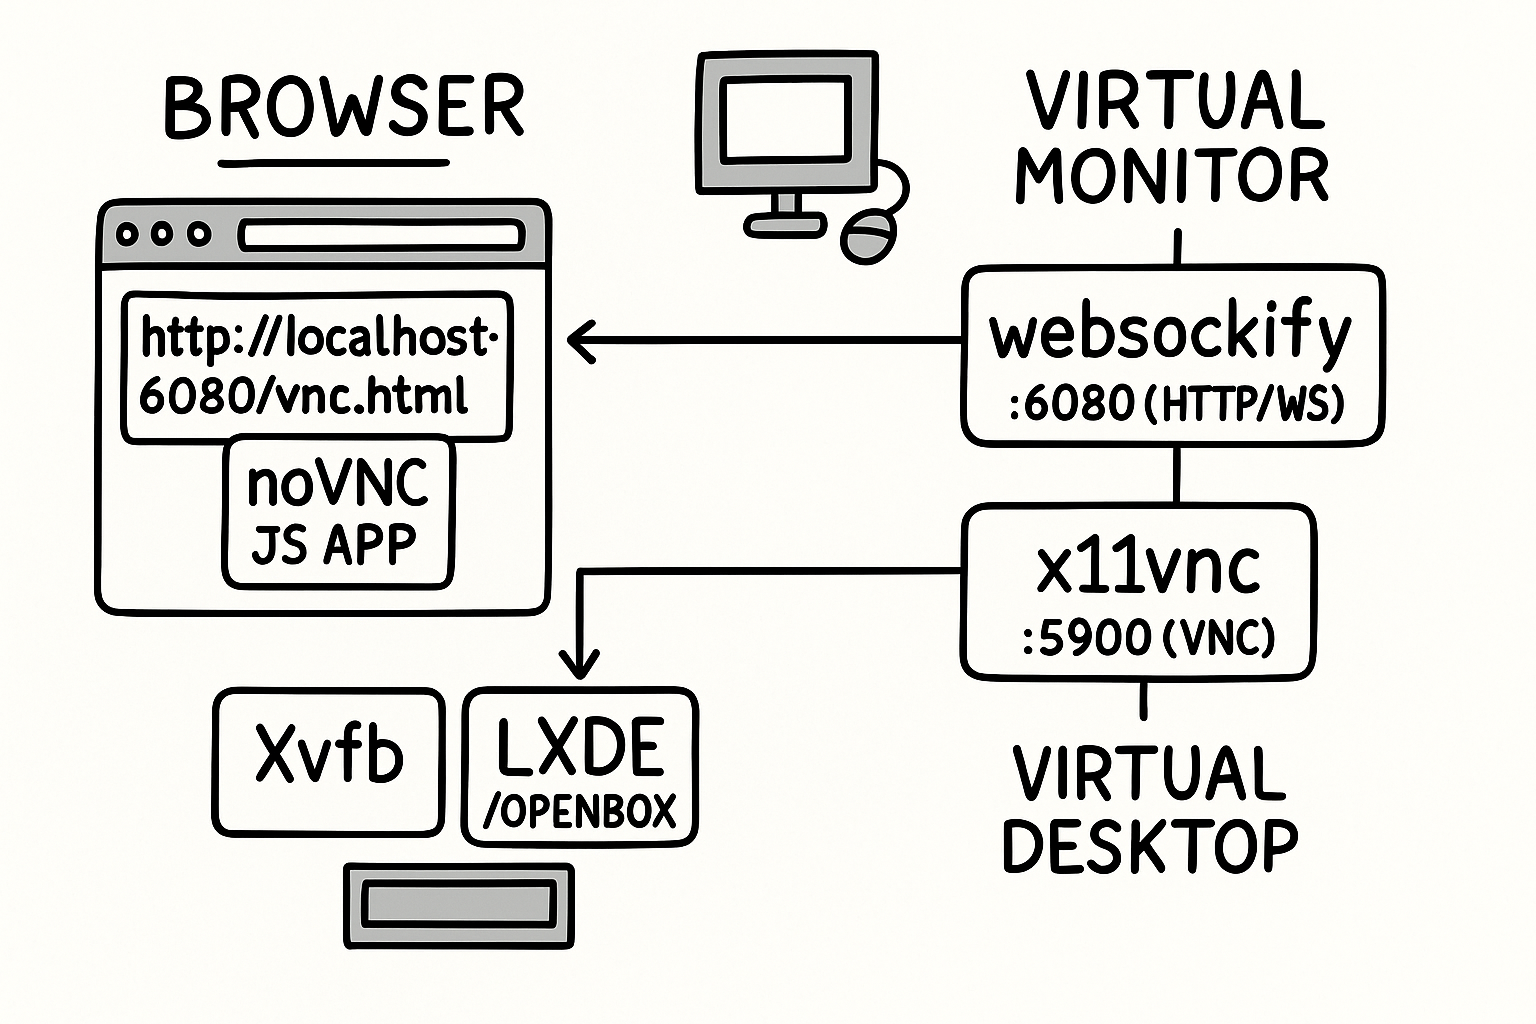 BROWSER
http://localhost·
6080/vnc.html
noVNC
JS APP
VIRTUAL
MONITOR
websockify
:6080 (HTTP/WS)
x11vnc
:5900 (VNC)
Xvfb
LXDE
/OPENBOX
VIRTUAL
DESKTOP